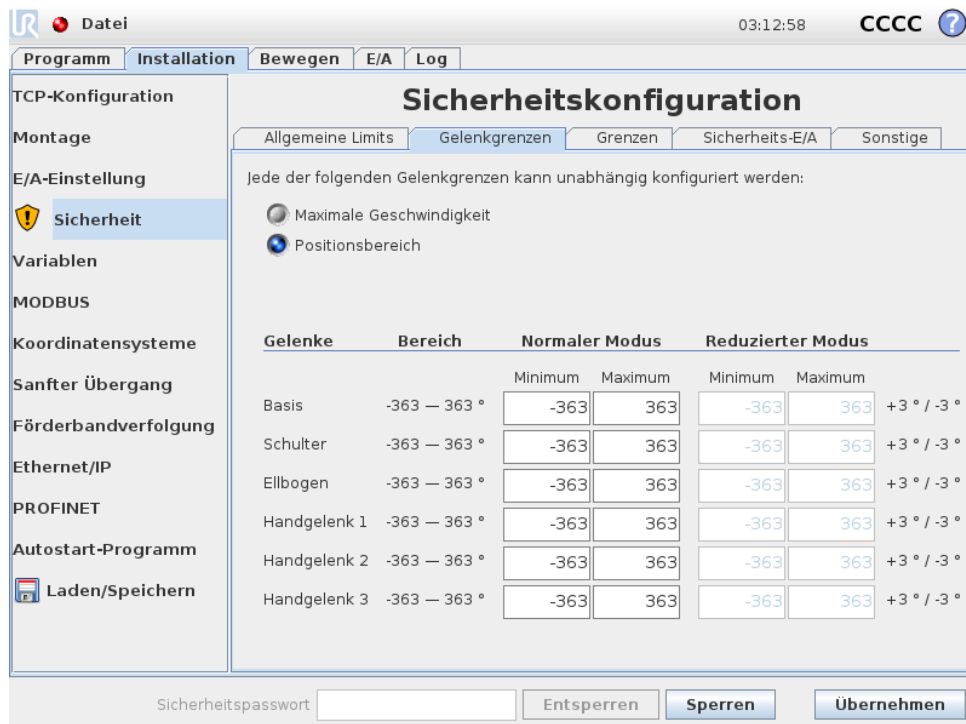 UR Datei 03:12:58 CCCC ?
Programm Installation Bewegen E/A Log
TCP-Konfiguration
Montage
E/A-Einstellung
Sicherheit
Variablen
MODBUS
Koordinatensysteme
Sanfter Übergang
Förderbandverfolgung
Ethernet/IP
PROFINET
Autostart-Programm
Laden/Speichern
Sicherheitskonfiguration
Allgemeine Limits Gelenkgrenzen Grenzen Sicherheits-E/A Sonstige
Jede der folgenden Gelenkgrenzen kann unabhängig konfiguriert werden:
Maximale Geschwindigkeit
Positionsbereich
Gelenke Bereich Normaler Modus Reduzierter Modus
Minimum Maximum Minimum Maximum
Basis -363 — 363 ° -363 363 -363 363 +3 ° / -3 °
Schulter -363 — 363 ° -363 363 -363 363 +3 ° / -3 °
Ellbogen -363 — 363 ° -363 363 -363 363 +3 ° / -3 °
Handgelenk 1 -363 — 363 ° -363 363 -363 363 +3 ° / -3 °
Handgelenk 2 -363 — 363 ° -363 363 -363 363 +3 ° / -3 °
Handgelenk 3 -363 — 363 ° -363 363 -363 363 +3 ° / -3 °
Sicherheitspasswort Entsperren Sperren Übernehmen